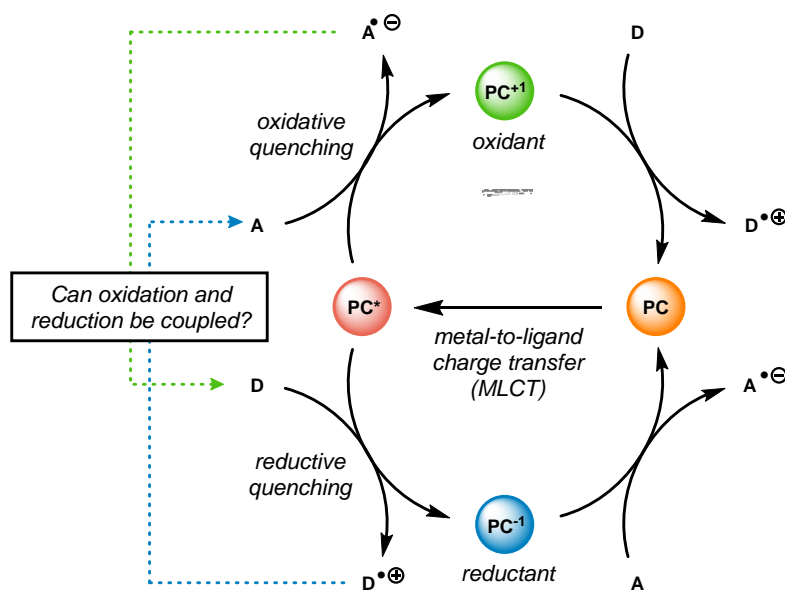 A•⊖
D
PC+1
oxidative
quenching
oxidant
A
D•⊕
Can oxidation and
reduction be coupled?
PC*
PC
metal-to-ligand
charge transfer
(MLCT)
D
A•⊖
reductive
quenching
PC-1
D•⊕
reductant
A